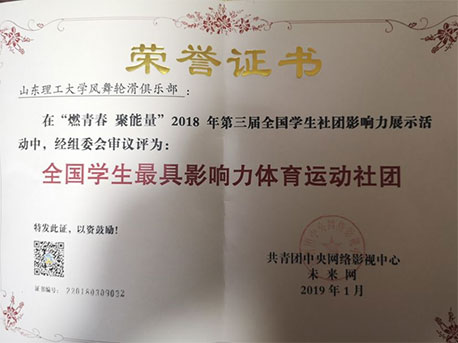 荣誉证书
山东理工大学风舞轮滑俱乐部：
在“燃青春 聚能量”2018 年第三届全国学生社团影响力展示活
动中，经组委会审议评为：
全国学生最具影响力体育运动社团
特发此证，以资鼓励！
共青团中央网络影视中心
未来网
证书编号：
2019 年 1 月